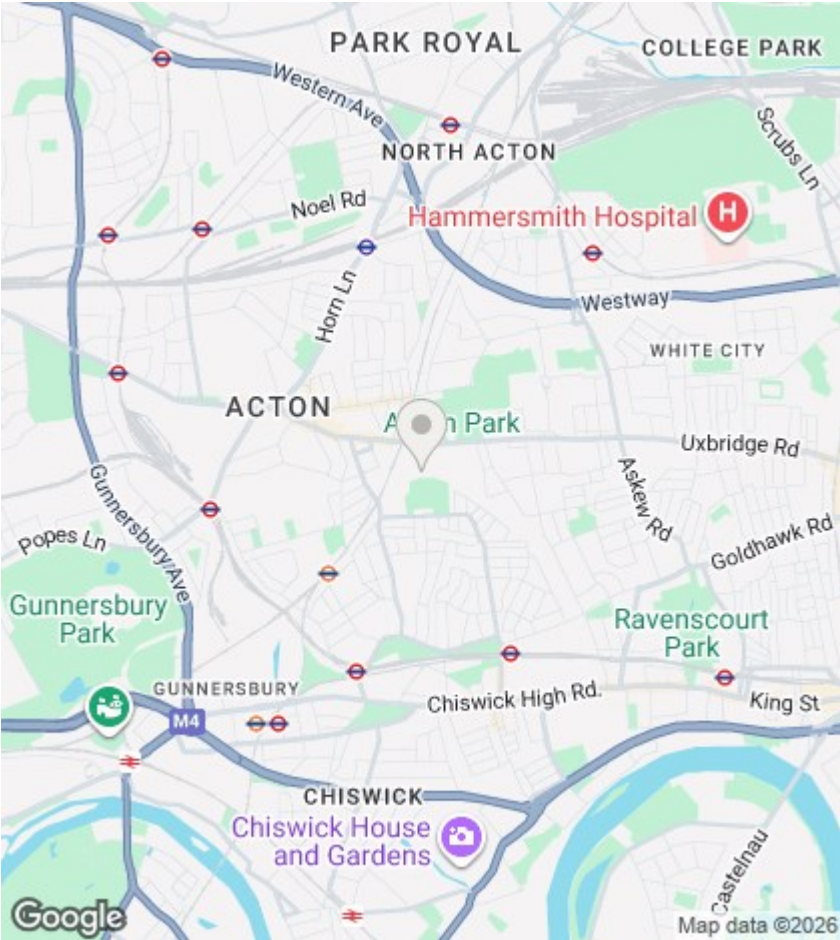 PARK ROYAL
COLLEGE PARK
Western Ave
Scrubs Ln
NORTH ACTON
Noel Rd
Hammersmith Hospital
H
Horn Ln
Westway
WHITE CITY
ACTON
Park
Uxbridge Rd
Askew Rd
Gunnersbury Ave
Popes Ln
Goldhawk Rd
Gunnersbury
Park
Ravenscourt
Park
GUNNERSBURY
Chiswick High Rd.
King St
M4
CHISWICK
Chiswick House
and Gardens
Castelnau
Google
Map data ©2026